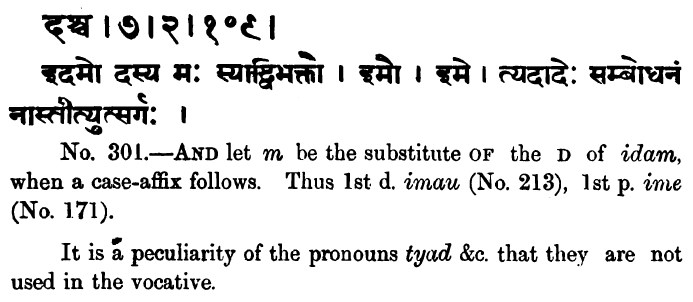 दश्च । ७ । २ । १०९ ।
इदमो दस्य मः स्याद्विभक्तौ । इमौ । इमे । त्यदादेः सम्बोधनं
नास्तीत्युत्सर्गः ।
No. 301.—AND let m be the substitute OF the D of idam,
when a case-affix follows. Thus 1st d. imau (No. 213), 1st p. ime
(No. 171).
It is a peculiarity of the pronouns tyad &c. that they are not
used in the vocative.